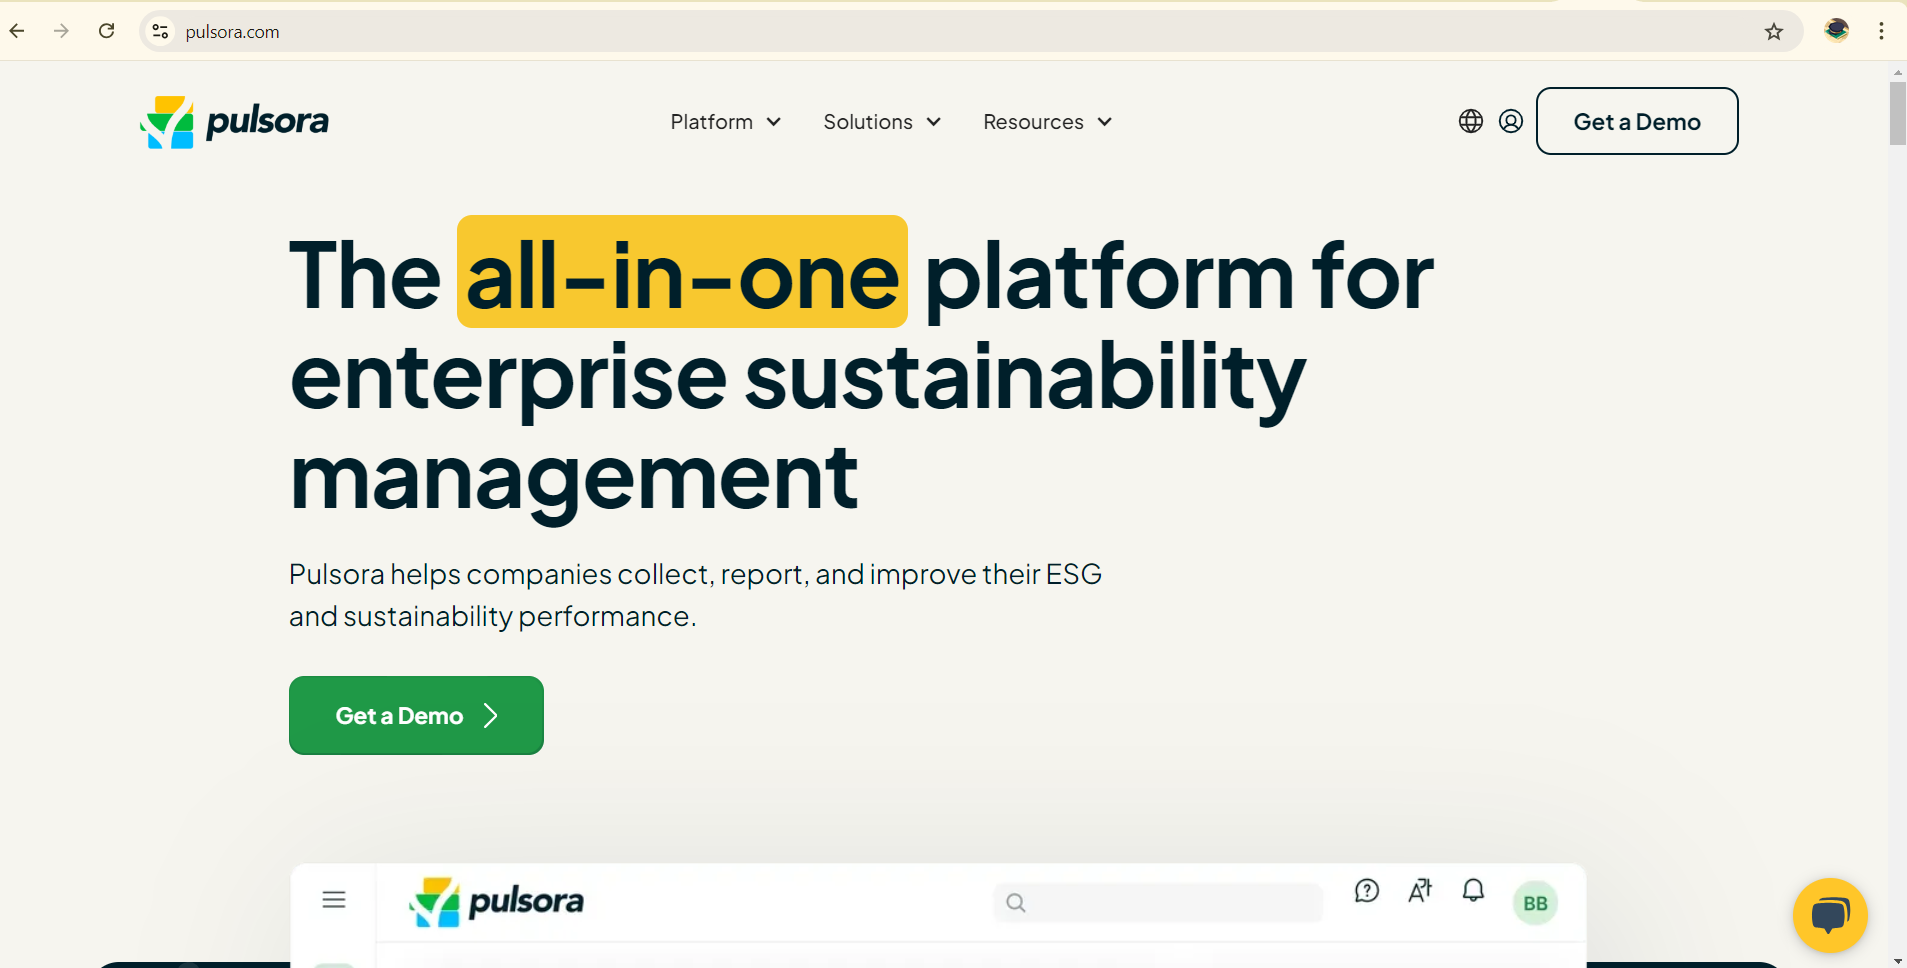 pulsora.com
pulsora
Platform
Solutions
Resources
Get a Demo
The all-in-one platform for
enterprise sustainability
management
Pulsora helps companies collect, report, and improve their ESG
and sustainability performance.
Get a Demo
pulsora
BB